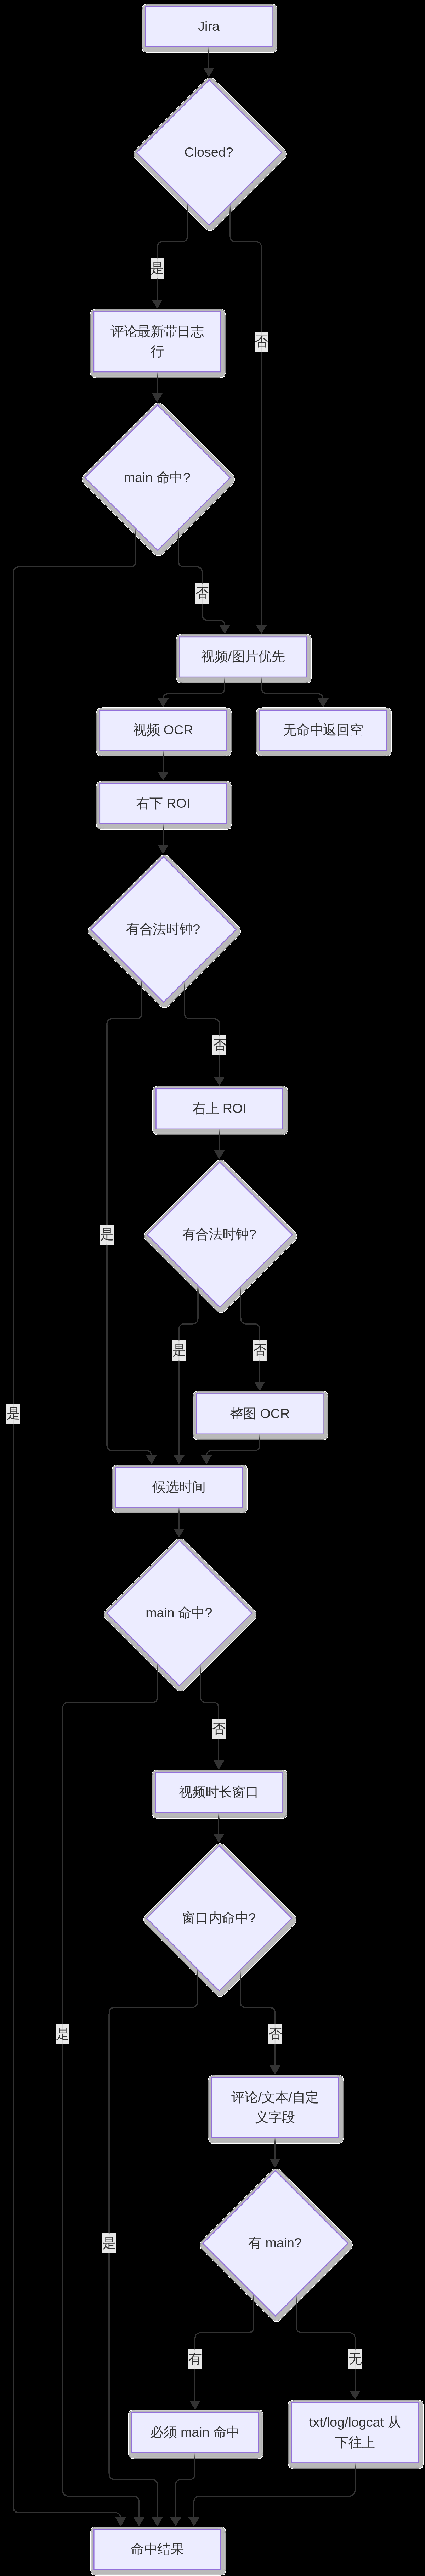 Jira
Closed?
是
评论最新带日志
行
否
main 命中?
否
视频/图片优先
视频 OCR
无命中返回空
右下 ROI
有合法时钟?
否
右上 ROI
是
有合法时钟?
是
否
是
整图 OCR
候选时间
main 命中?
否
视频时长窗口
窗口内命中?
是
否
评论/文本/自定
义字段
是
有 main?
有
无
必须 main 命中
txt/log/logcat 从
下往上
命中结果